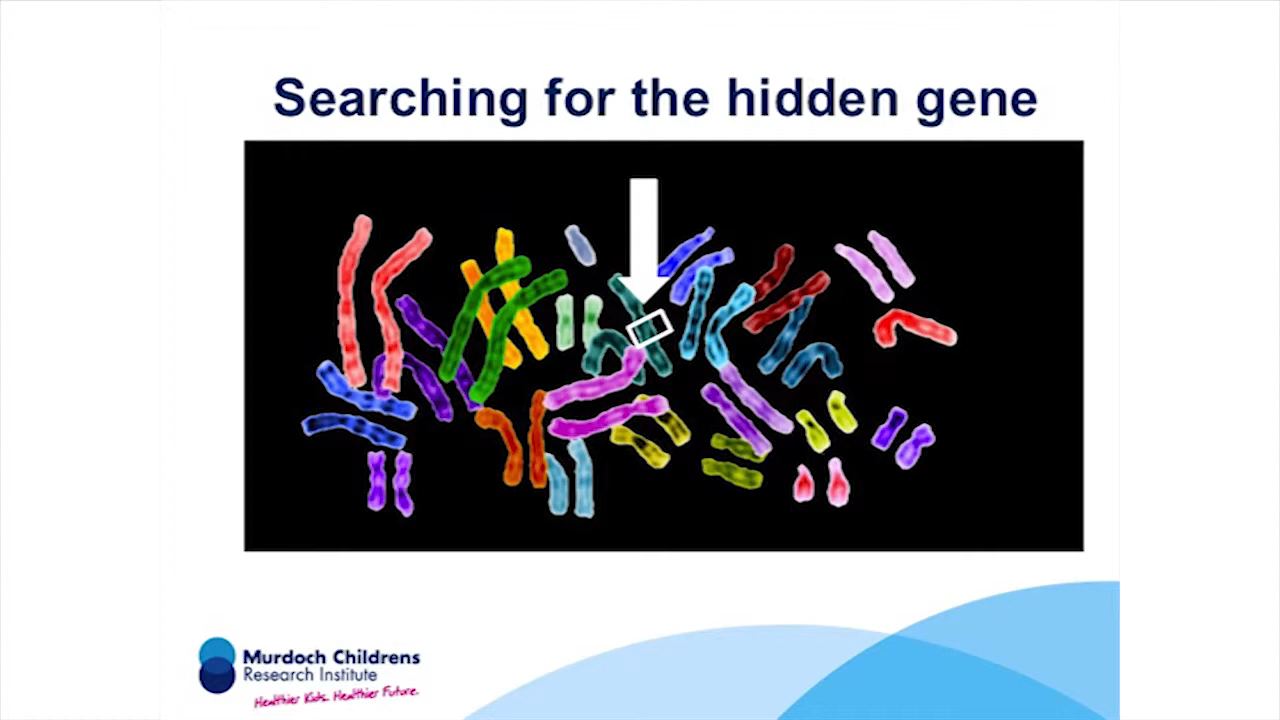 Searching for the hidden gene
Murdoch Childrens
Research Institute
Healthier Kids. Healthier Future.